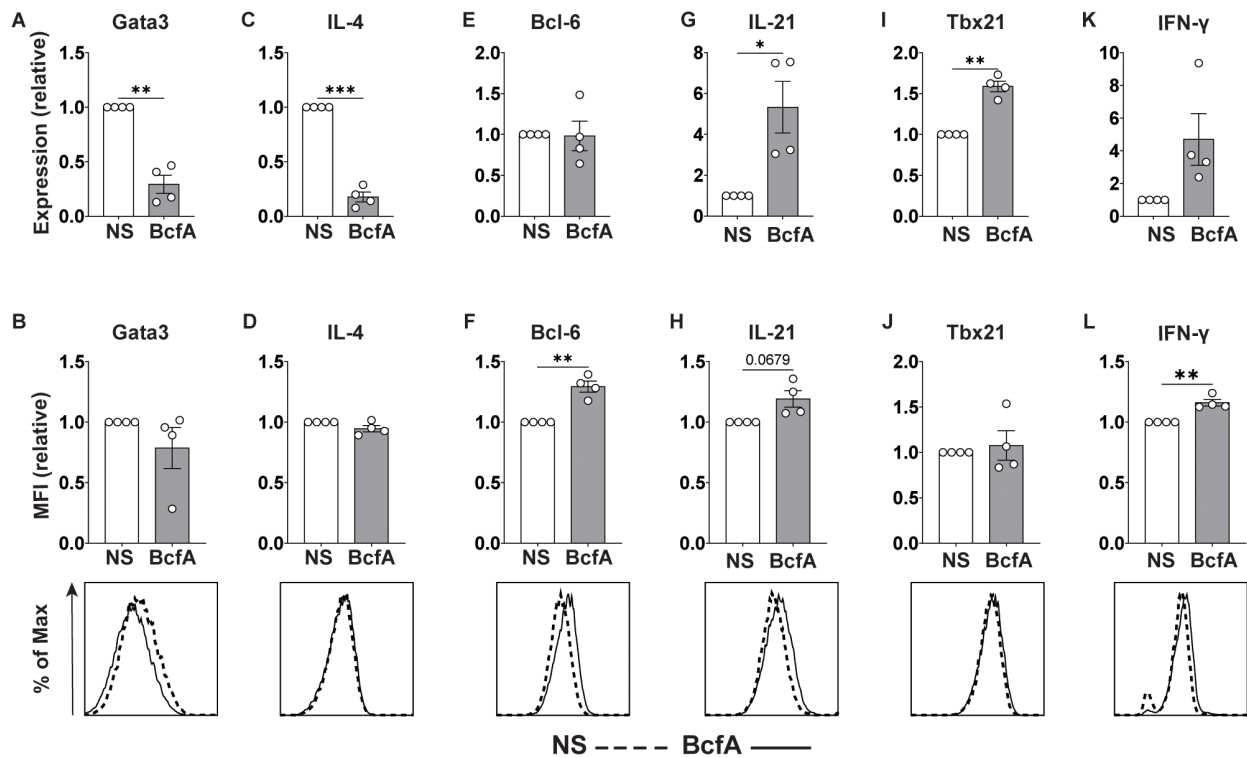 A Gata3
Expression (relative)
1.5
1.0
0.5
0.0
**
NS BcfA
C IL-4
1.5
1.0
0.5
0.0
***
NS BcfA
E Bcl-6
2.0
1.5
1.0
0.5
0.0
NS BcfA
G IL-21
8
6
4
2
0
*
NS BcfA
I Tbx21
2.0
1.5
1.0
0.5
0.0
**
NS BcfA
K IFN-γ
10
8
6
4
2
0
NS BcfA
B Gata3
MFI (relative)
1.5
1.0
0.5
0.0
NS BcfA
D IL-4
1.5
1.0
0.5
0.0
NS BcfA
F Bcl-6
1.5
1.0
0.5
0.0
**
NS BcfA
H IL-21
1.5
1.0
0.5
0.0
0.0679
NS BcfA
J Tbx21
2.0
1.5
1.0
0.5
0.0
NS BcfA
L IFN-γ
1.5
1.0
0.5
0.0
**
NS BcfA
% of Max
NS BcfA